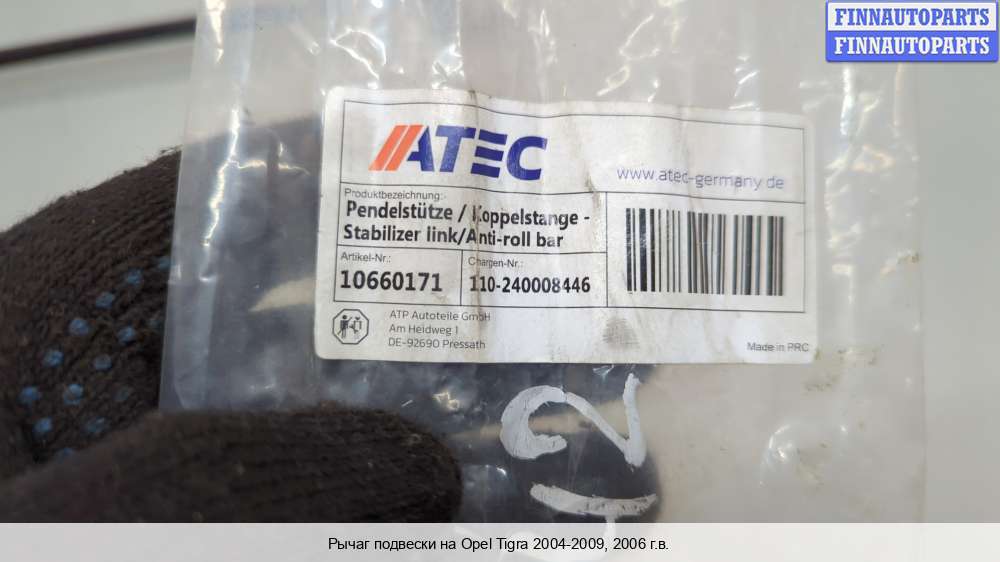 FINNAUTOPARTS
FINNAUTOPARTS
ATEC
www.atec-germany.de
Produktbezeichnung:
Pendelstütze / Koppelstange -
Stabilizer link/Anti-roll bar
Artikel-Nr.:
10660171
Chargen-Nr.:
110-240008446
ATP Autoteile GmbH
Am Heidweg 1
DE-92690 Pressath
Made in PRC
Рычаг подвески на Opel Tigra 2004-2009, 2006 г.в.